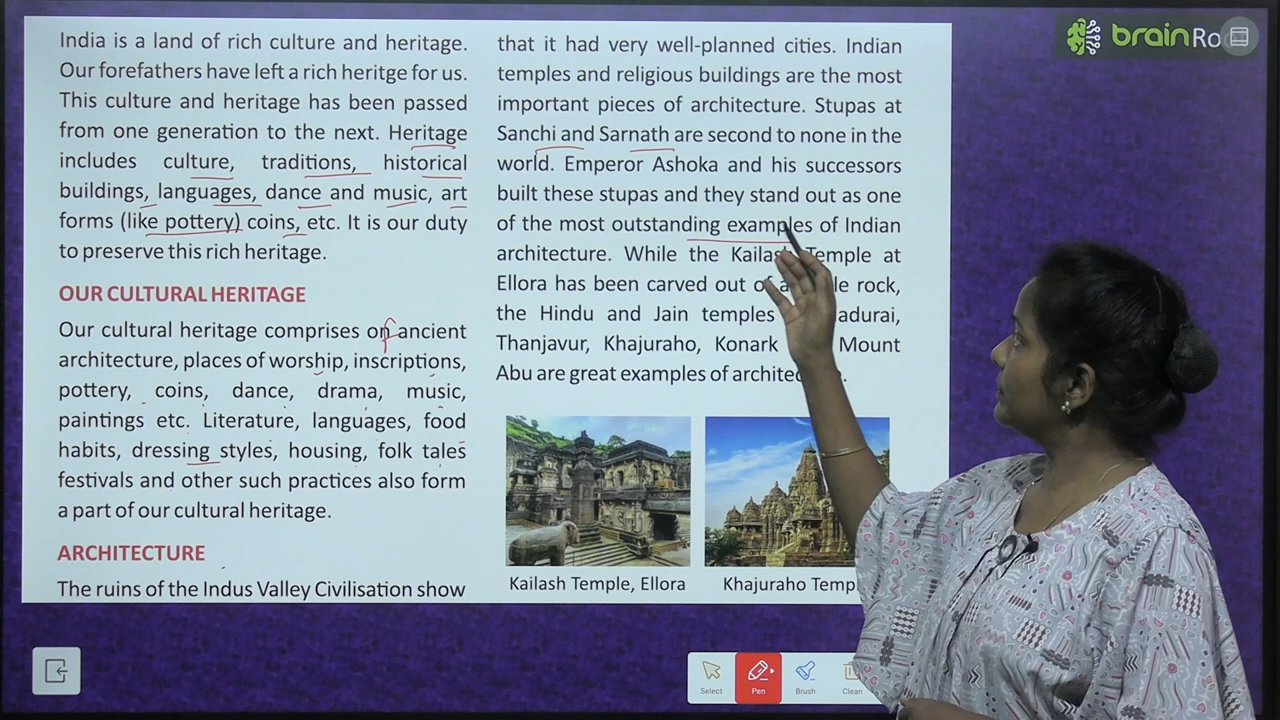 India is a land of rich culture and heritage.
Our forefathers have left a rich heritge for us.
This culture and heritage has been passed
from one generation to the next. Heritage
includes culture, traditions, historical
buildings, languages, dance and music, art
forms (like pottery) coins, etc. It is our duty
to preserve this rich heritage.
OUR CULTURAL HERITAGE
Our cultural heritage comprises on ancient
architecture, places of worship, inscriptions,
pottery, coins, dance, drama, music,
paintings etc. Literature, languages, food
habits, dressing styles, housing, folk tales
festivals and other such practices also form
a part of our cultural heritage.
ARCHITECTURE
The ruins of the Indus Valley Civilisation show
that it had very well-planned cities. Indian
temples and religious buildings are the most
important pieces of architecture. Stupas at
Sanchi and Sarnath are second to none in the
world. Emperor Ashoka and his successors
built these stupas and they stand out as one
of the most outstanding examples of Indian
architecture. While the Kailash Temple at
Ellora has been carved out of a rock,
the Hindu and Jain temples
Thanjavur, Khajuraho, Konark Mount
Abu are great examples of
Kailash Temple, Ellora
Khajuraho
brain
Select
Pen
Brush
Clean